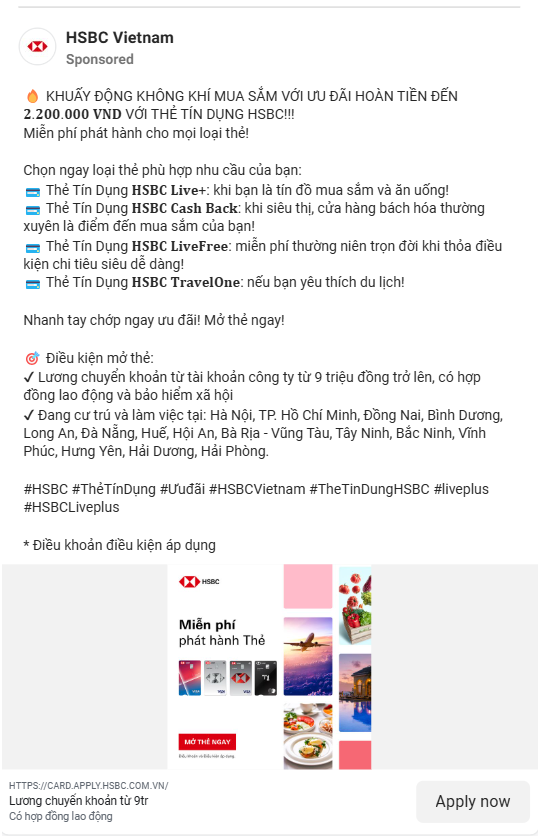 HSBC Vietnam
Sponsored
🔥 KHUẤY ĐỘNG KHÔNG KHÍ MUA SẮM VỚI ƯU ĐÃI HOÀN TIỀN ĐẾN
2.200.000 VND VỚI THẺ TÍN DỤNG HSBC!!!
Miễn phí phát hành cho mọi loại thẻ!
Chọn ngay loại thẻ phù hợp nhu cầu của bạn:
💳 Thẻ Tín Dụng HSBC Live+: khi bạn là tín đồ mua sắm và ăn uống!
💳 Thẻ Tín Dụng HSBC Cash Back: khi siêu thị, cửa hàng bách hóa thường
xuyên là điểm đến mua sắm của bạn!
💳 Thẻ Tín Dụng HSBC LiveFree: miễn phí thường niên trọn đời khi thỏa điều
kiện chi tiêu siêu dễ dàng!
💳 Thẻ Tín Dụng HSBC TravelOne: nếu bạn yêu thích du lịch!
Nhanh tay chớp ngay ưu đãi! Mở thẻ ngay!
🎯 Điều kiện mở thẻ:
✔ Lương chuyển khoản từ tài khoản công ty từ 9 triệu đồng trở lên, có hợp
đồng lao động và bảo hiểm xã hội
✔ Đang cư trú và làm việc tại: Hà Nội, TP. Hồ Chí Minh, Đồng Nai, Bình Dương,
Long An, Đà Nẵng, Huế, Hội An, Bà Rịa - Vũng Tàu, Tây Ninh, Bắc Ninh, Vĩnh
Phúc, Hưng Yên, Hải Dương, Hải Phòng.
#HSBC #ThẻTínDụng #Ưuđãi #HSBCVietnam #TheTinDungHSBC #liveplus
#HSBCLiveplus
* Điều khoản điều kiện áp dụng
HSBC
Miễn phí
phát hành Thẻ
VISA
VISA
VISA
MỞ THẺ NGAY
Điều khoản và Điều kiện áp dụng.
HTTPS://CARD.APPLY.HSBC.COM.VN/
Lương chuyển khoản từ 9tr
Có hợp đồng lao động
Apply now